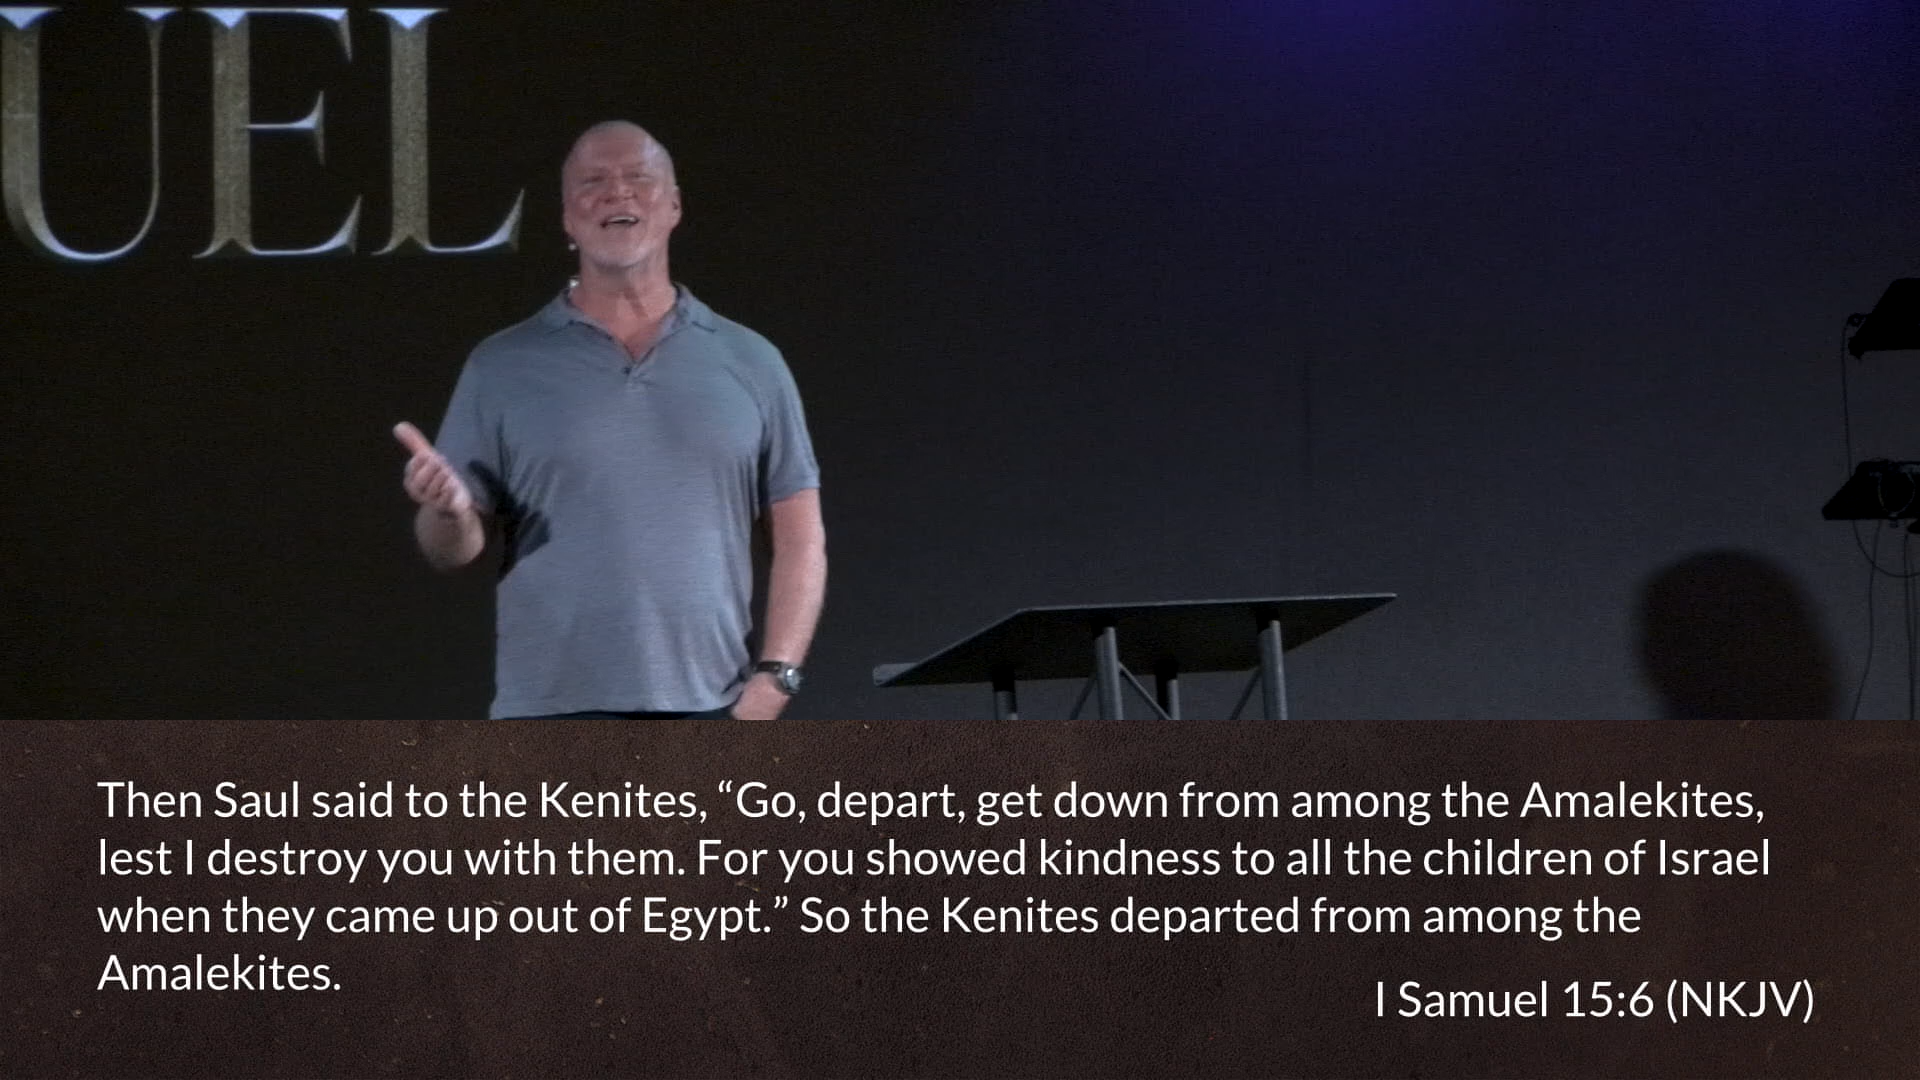 UEL
Then Saul said to the Kenites, “Go, depart, get down from among the Amalekites,
lest I destroy you with them. For you showed kindness to all the children of Israel
when they came up out of Egypt.” So the Kenites departed from among the
Amalekites.
I Samuel 15:6 (NKJV)